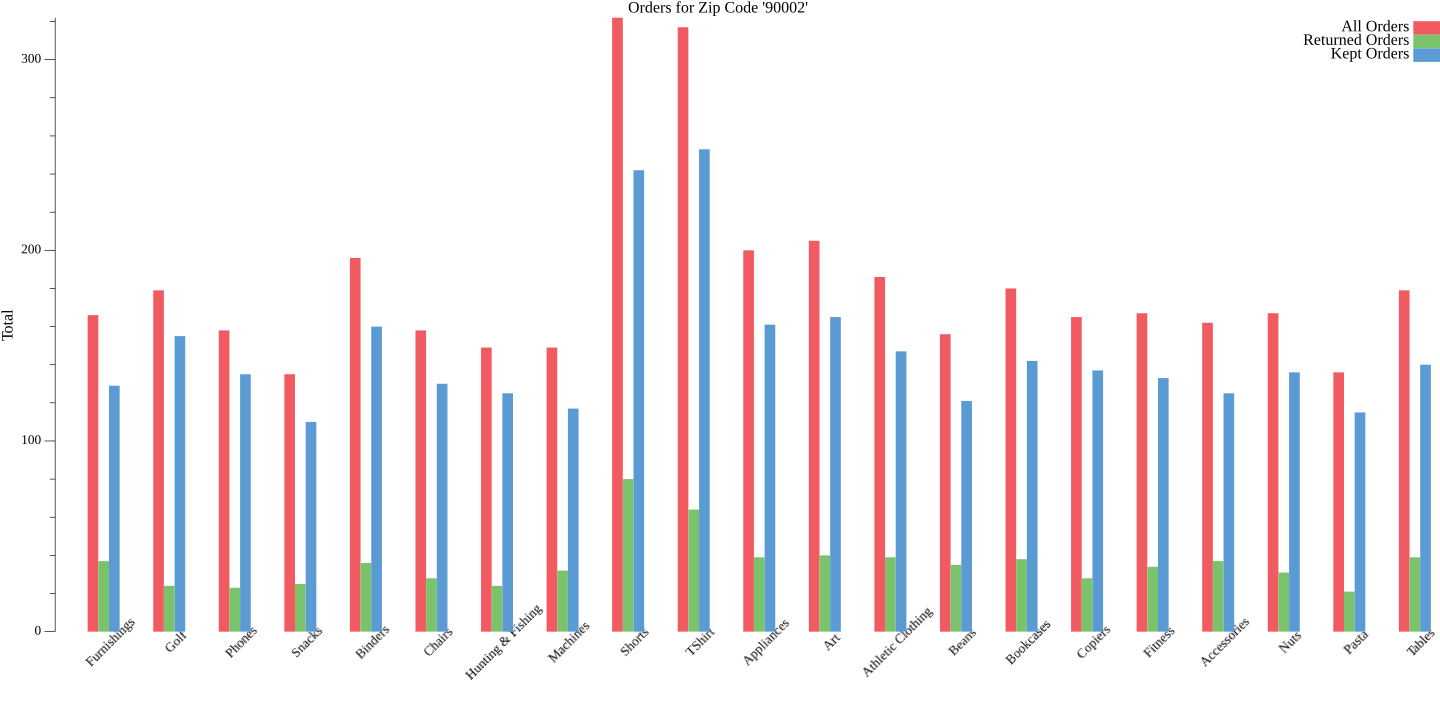 Orders for Zip Code '90002'
All Orders
Returned Orders
Kept Orders
Total
300
200
100
0
Furnishings
Golf
Phones
Snacks
Binders
Chairs
Hunting & Fishing
Machines
Shorts
TShirt
Appliances
Art
Athletic Clothing
Beans
Bookcases
Copiers
Fitness
Accessories
Nuts
Pasta
Tables